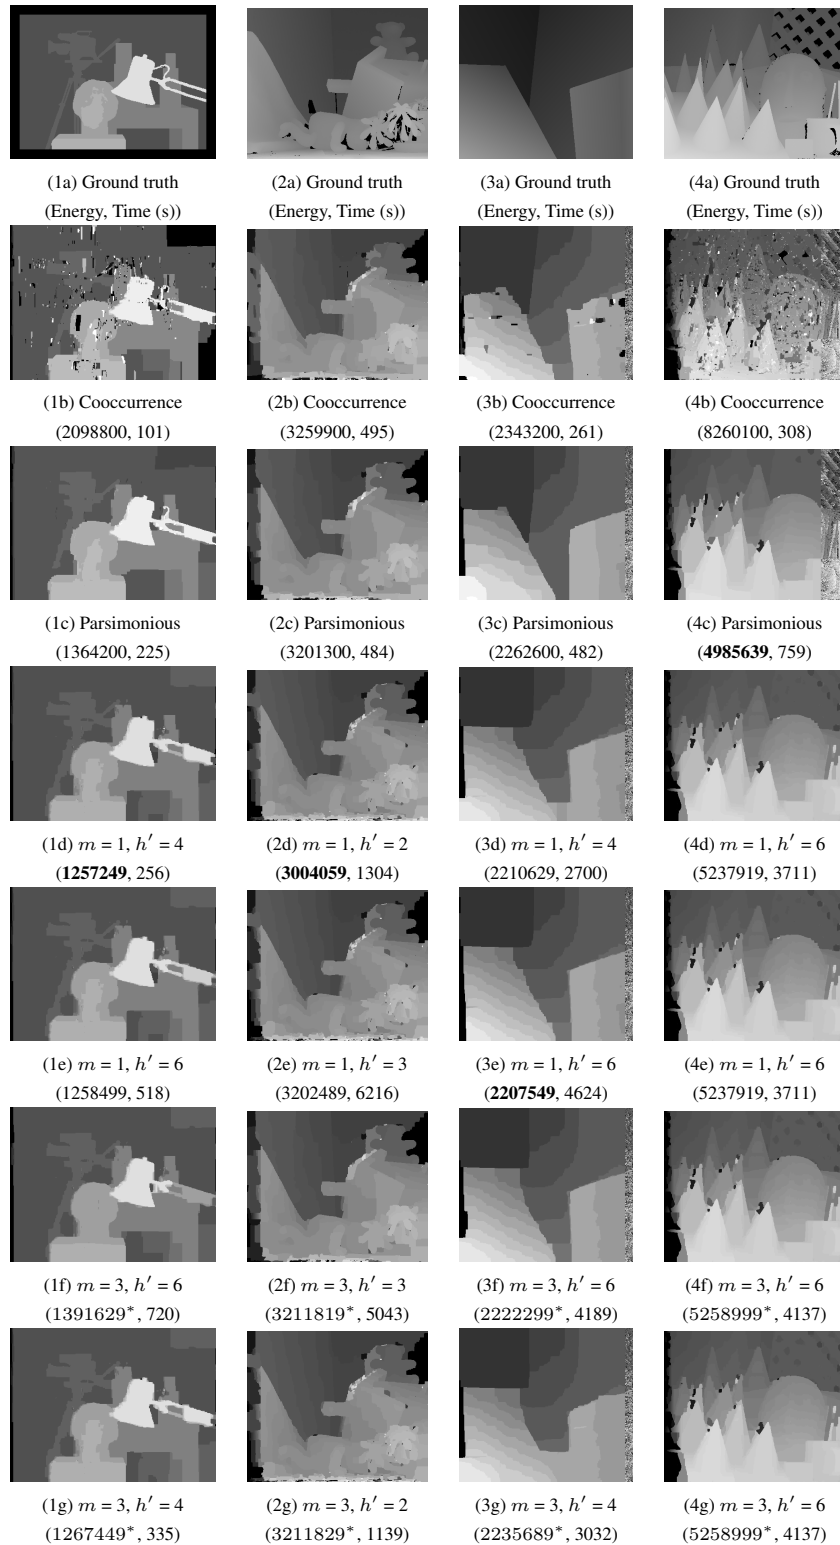 (1a) Ground truth (2a) Ground truth (3a) Ground truth (4a) Ground truth
(Energy, Time (s)) (Energy, Time (s)) (Energy, Time (s)) (Energy, Time (s))
(1b) Cooccurrence (2b) Cooccurrence (3b) Cooccurrence (4b) Cooccurrence
(2098800, 101) (3259900, 495) (2343200, 261) (8260100, 308)
(1c) Parsimonious (2c) Parsimonious (3c) Parsimonious (4c) Parsimonious
(1364200, 225) (3201300, 484) (2262600, 482) (4985639, 759)
(1d) m = 1, h′ = 4 (2d) m = 1, h′ = 2 (3d) m = 1, h′ = 4 (4d) m = 1, h′ = 6
(1257249, 256) (3004059, 1304) (2210629, 2700) (5237919, 3711)
(1e) m = 1, h′ = 6 (2e) m = 1, h′ = 3 (3e) m = 1, h′ = 6 (4e) m = 1, h′ = 6
(1258499, 518) (3202489, 6216) (2207549, 4624) (5237919, 3711)
(1f) m = 3, h′ = 6 (2f) m = 3, h′ = 3 (3f) m = 3, h′ = 6 (4f) m = 3, h′ = 6
(1391629*, 720) (3211819*, 5043) (2222299*, 4189) (5258999*, 4137)
(1g) m = 3, h′ = 4 (2g) m = 3, h′ = 2 (3g) m = 3, h′ = 4 (4g) m = 3, h′ = 6
(1267449*, 335) (3211829*, 1139) (2235689*, 3032) (5258999*, 4137)